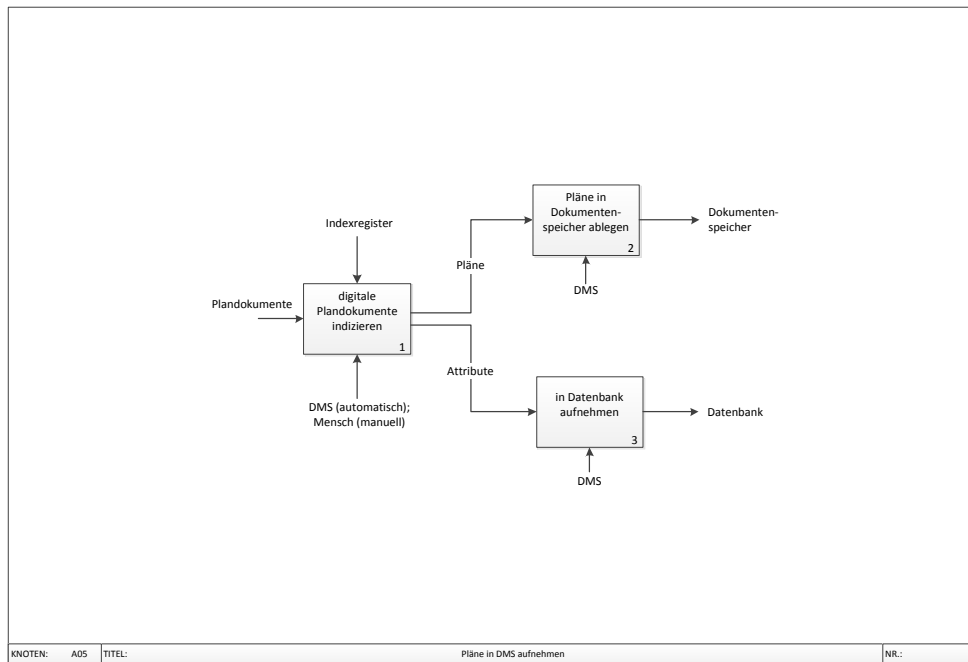 Pläne in
Dokumenten-
speicher ablegen
2
Dokumenten-
speicher
Indexregister
Pläne
DMS
Plandokumente
digitale
Plandokumente
indizieren
1
Attribute
DMS (automatisch);
Mensch (manuell)
in Datenbank
aufnehmen
3
Datenbank
DMS
KNOTEN: A05 TITEL: Pläne in DMS aufnehmen NR.: